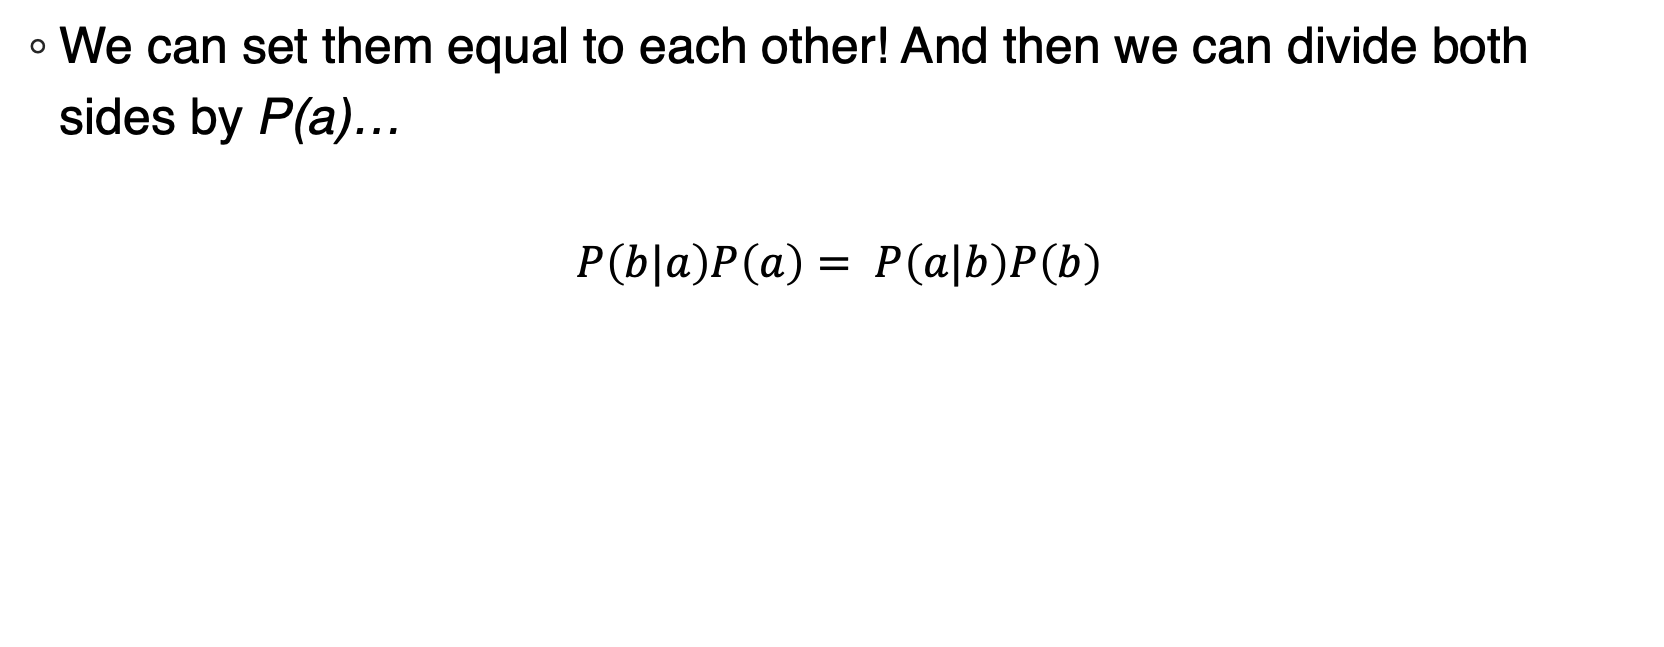 ◦ We can set them equal to each other! And then we can divide both
sides by P(a)…
P(b|a)P(a) = P(a|b)P(b)